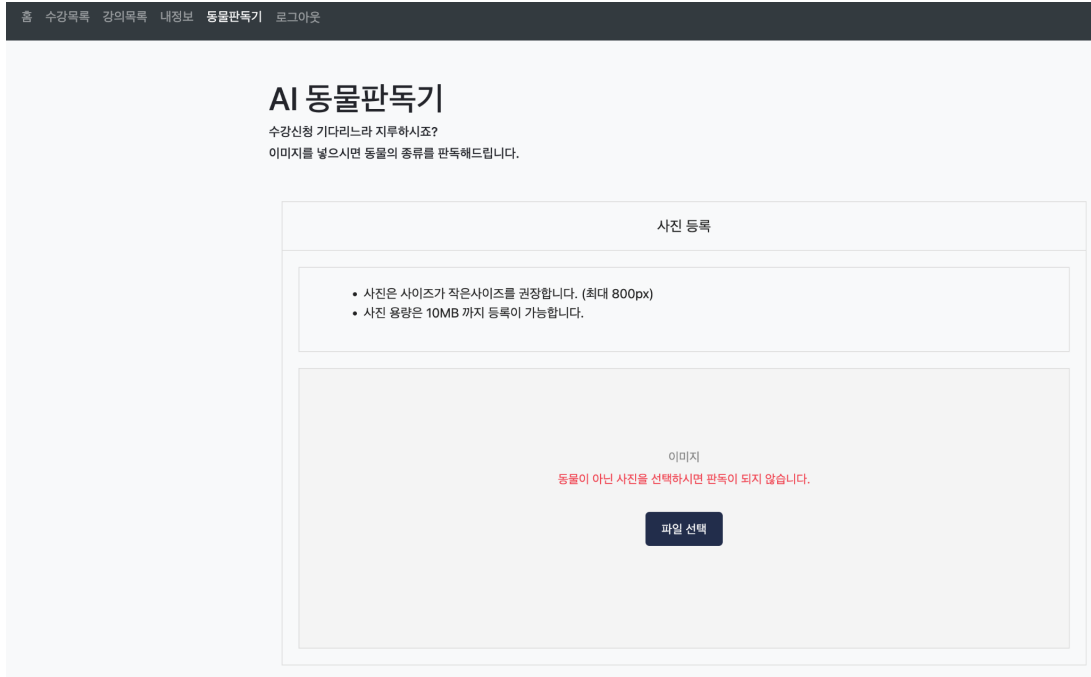 홈 수강목록 강의목록 내정보 동물판독기 로그아웃
AI 동물판독기
수강신청 기다리느라 지루하시죠?
이미지를 넣으시면 동물의 종류를 판독해드립니다.
사진 등록
• 사진은 사이즈가 작은사이즈를 권장합니다. (최대 800px)
• 사진 용량은 10MB 까지 등록이 가능합니다.
이미지
동물이 아닌 사진을 선택하시면 판독이 되지 않습니다.
파일 선택